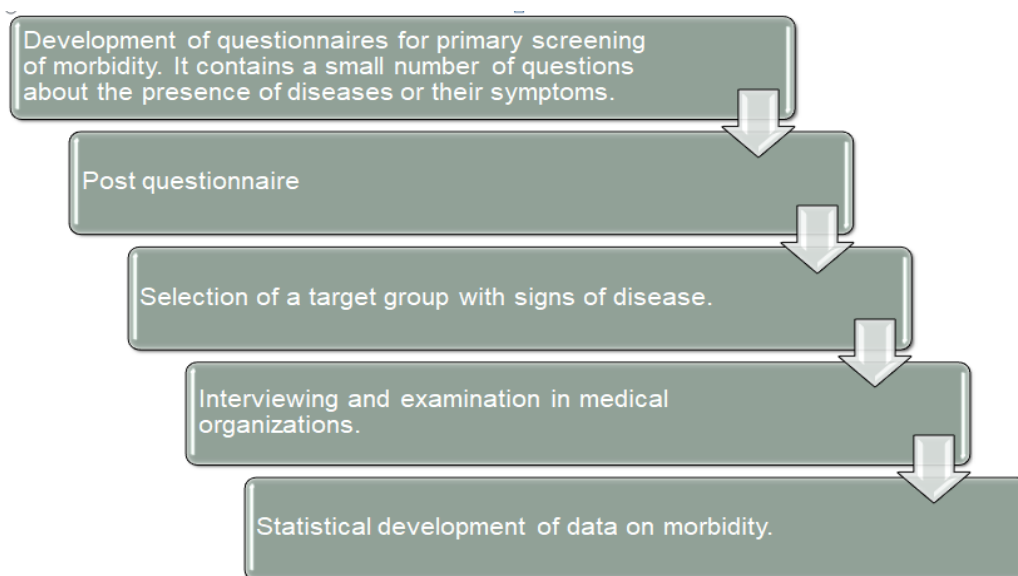 Development of questionnaires for primary screening
of morbidity. It contains a small number of questions
about the presence of diseases or their symptoms.
Post questionnaire
Selection of a target group with signs of disease.
Interviewing and examination in medical
organizations.
Statistical development of data on morbidity.